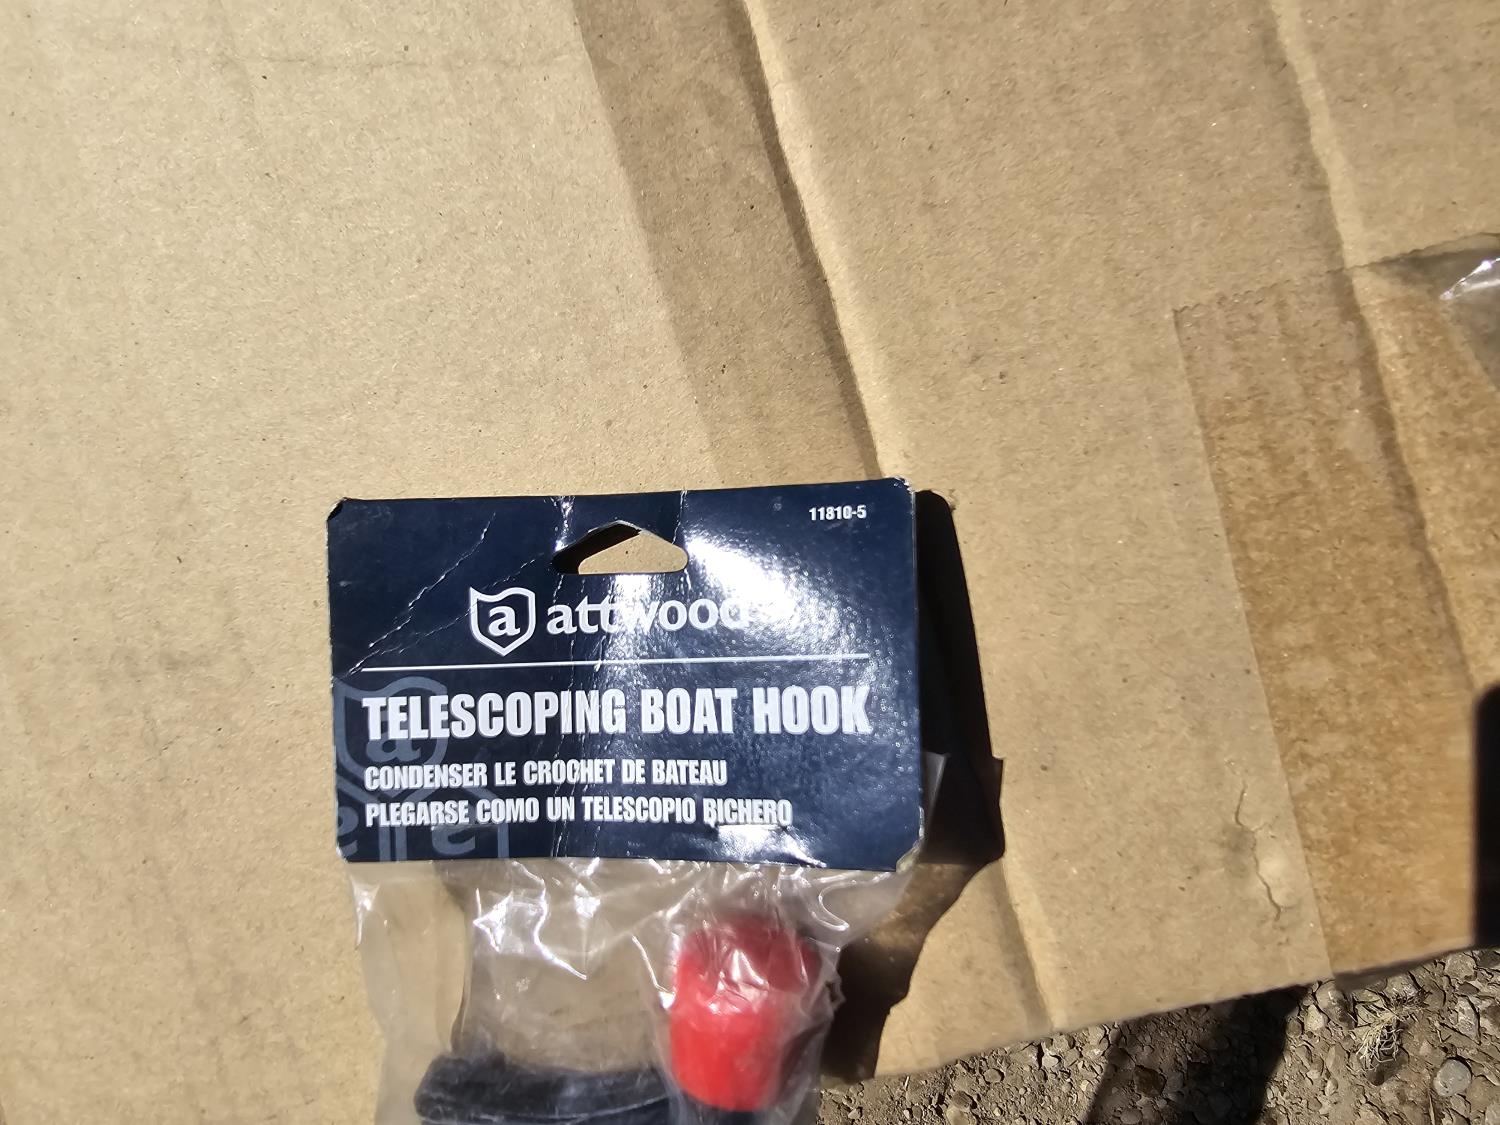 11810-5
a attwood
TELESCOPING BOAT HOOK
CONDENSER LE CROCHET DE BATEAU
PLEGARSE COMO UN TELESCOPIO BICHERO